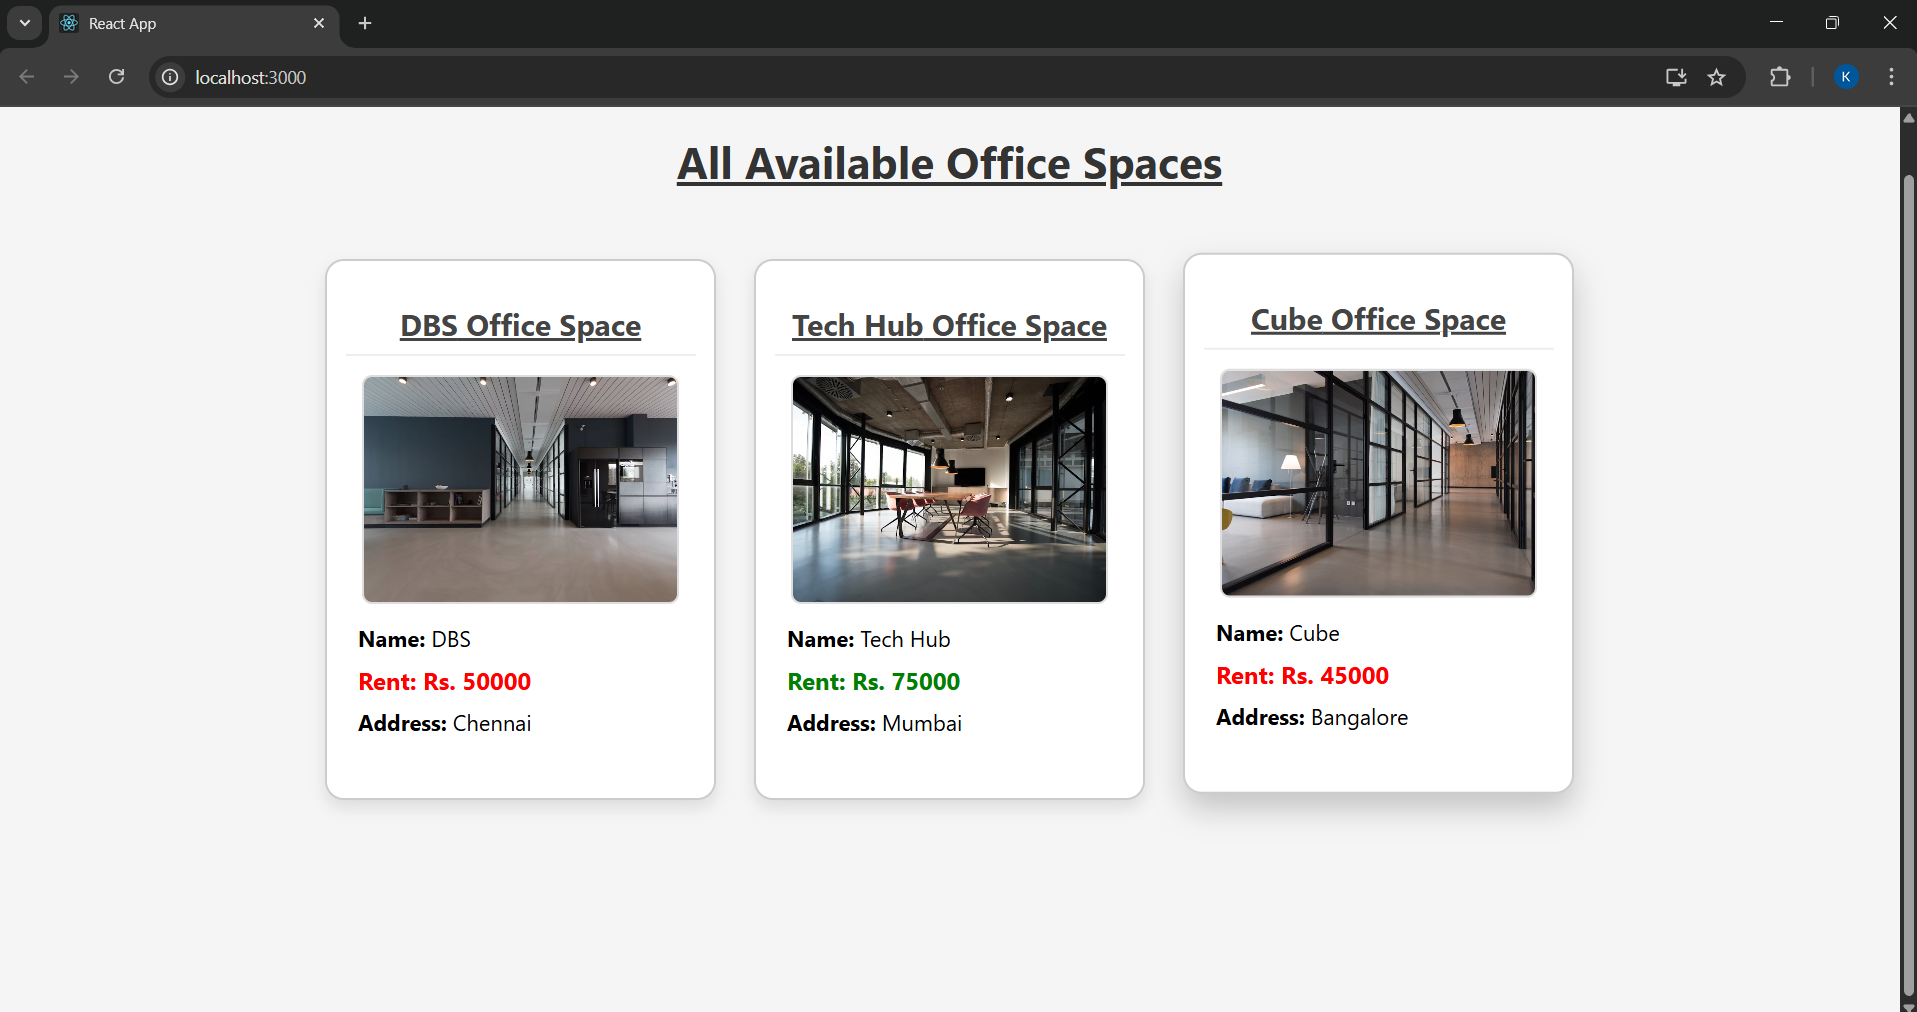 React App
localhost:3000
K
All Available Office Spaces
DBS Office Space
Name: DBS
Rent: Rs. 50000
Address: Chennai
Tech Hub Office Space
Name: Tech Hub
Rent: Rs. 75000
Address: Mumbai
Cube Office Space
Name: Cube
Rent: Rs. 45000
Address: Bangalore